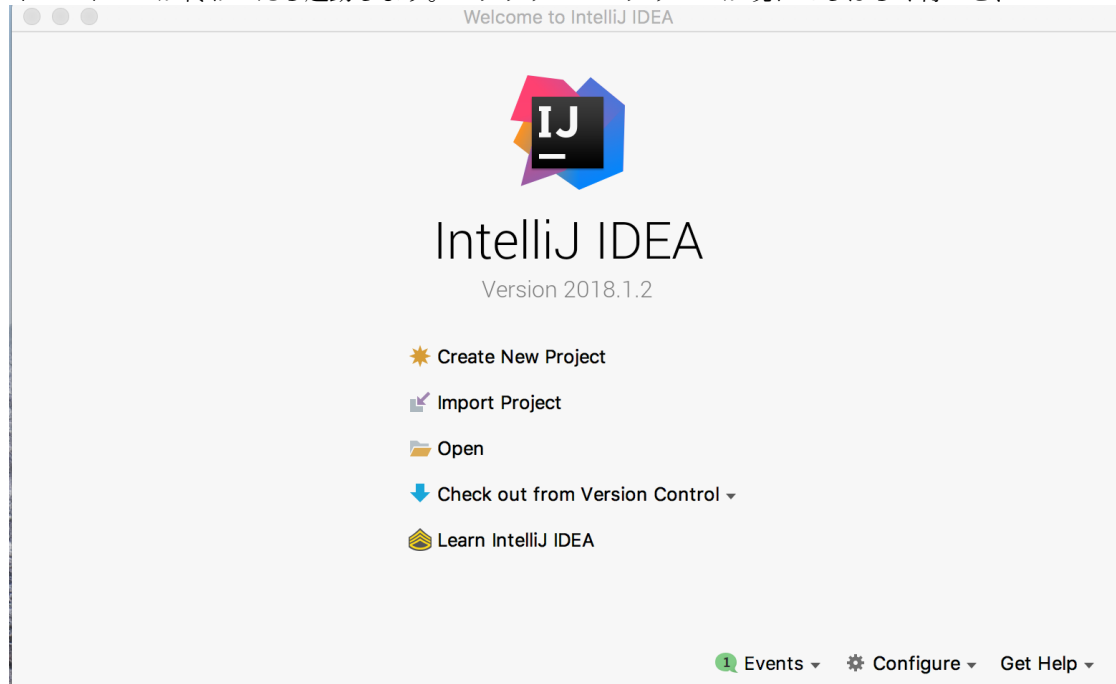 Welcome to IntelliJ IDEA
IJ
IntelliJ IDEA
Version 2018.1.2
Create New Project
Import Project
Open
Check out from Version Control
Learn IntelliJ IDEA
1 Events Configure Get Help